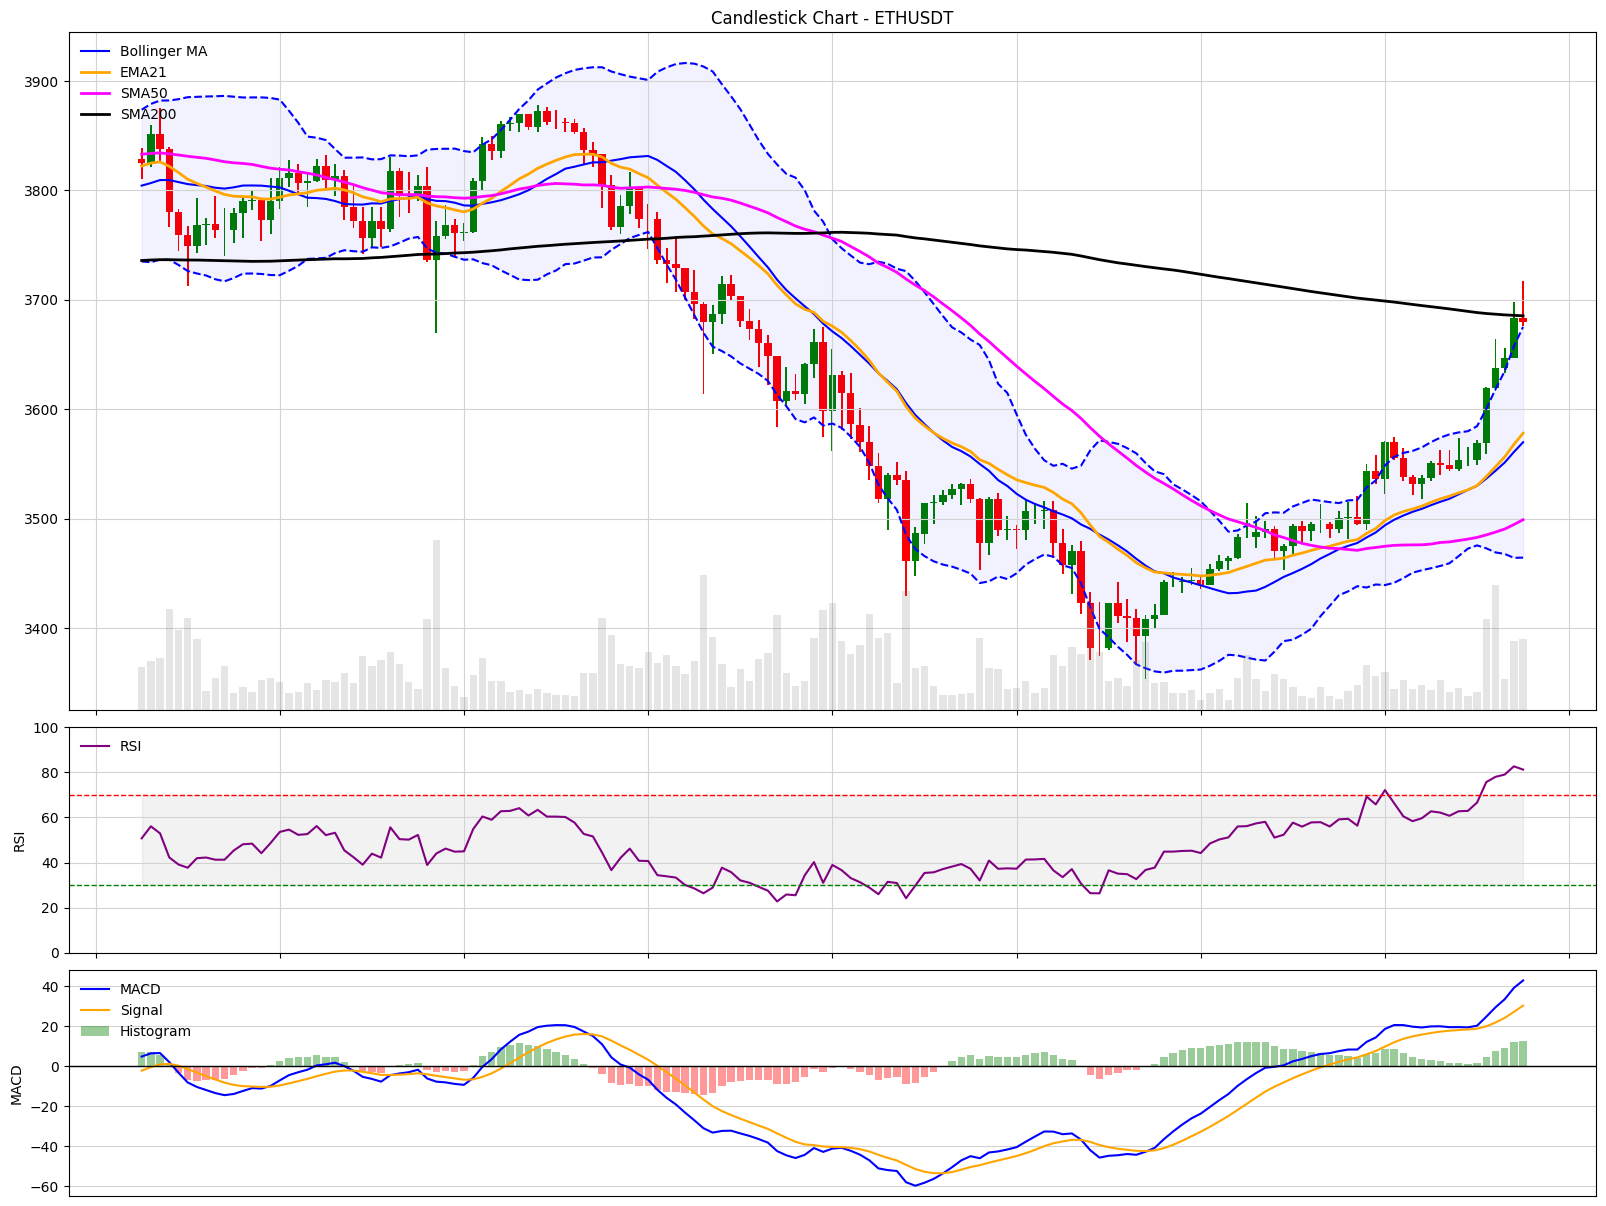 Candlestick Chart - ETHUSDT
Bollinger MA
EMA21
SMA50
SMA200
3900
3800
3700
3600
3500
3400
RSI
100
80
60
40
20
0
RSI
MACD
Signal
Histogram
40
20
0
−20
−40
−60
MACD